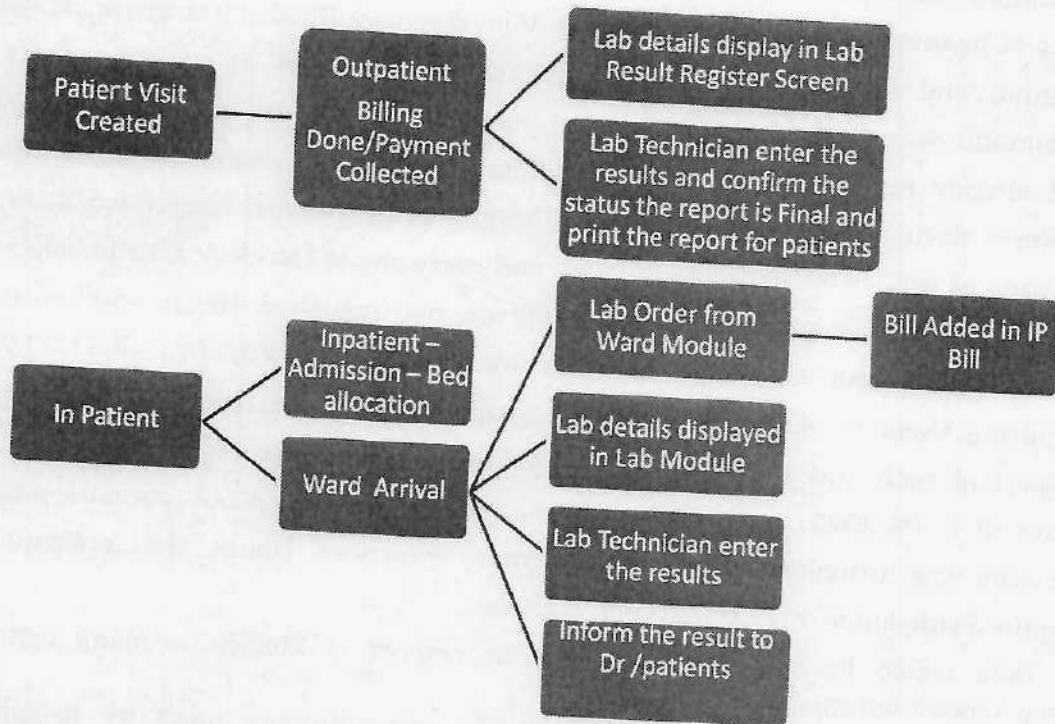 Patient Visit
Created
Outpatient
Billing
Done/Payment
Collected
Lab details display in Lab
Result Register Screen
Lab Technician enter the
results and confirm the
status the report is Final and
print the report for patients
In Patient
Inpatient –
Admission – Bed
allocation
Ward Arrival
Lab Order from
Ward Module
Bill Added in IP
Bill
Lab details displayed
in Lab Module
Lab Technician enter
the results
Inform the result to
Dr /patients